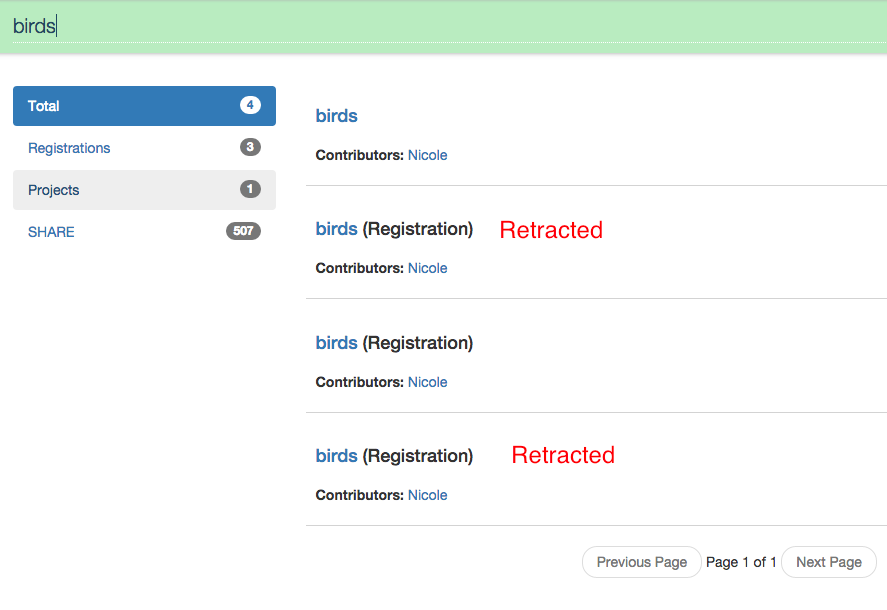 birds
Total 4
Registrations 3
Projects 1
SHARE 507
birds
Contributors: Nicole
birds (Registration) Retracted
Contributors: Nicole
birds (Registration)
Contributors: Nicole
birds (Registration) Retracted
Contributors: Nicole
Previous Page Page 1 of 1 Next Page